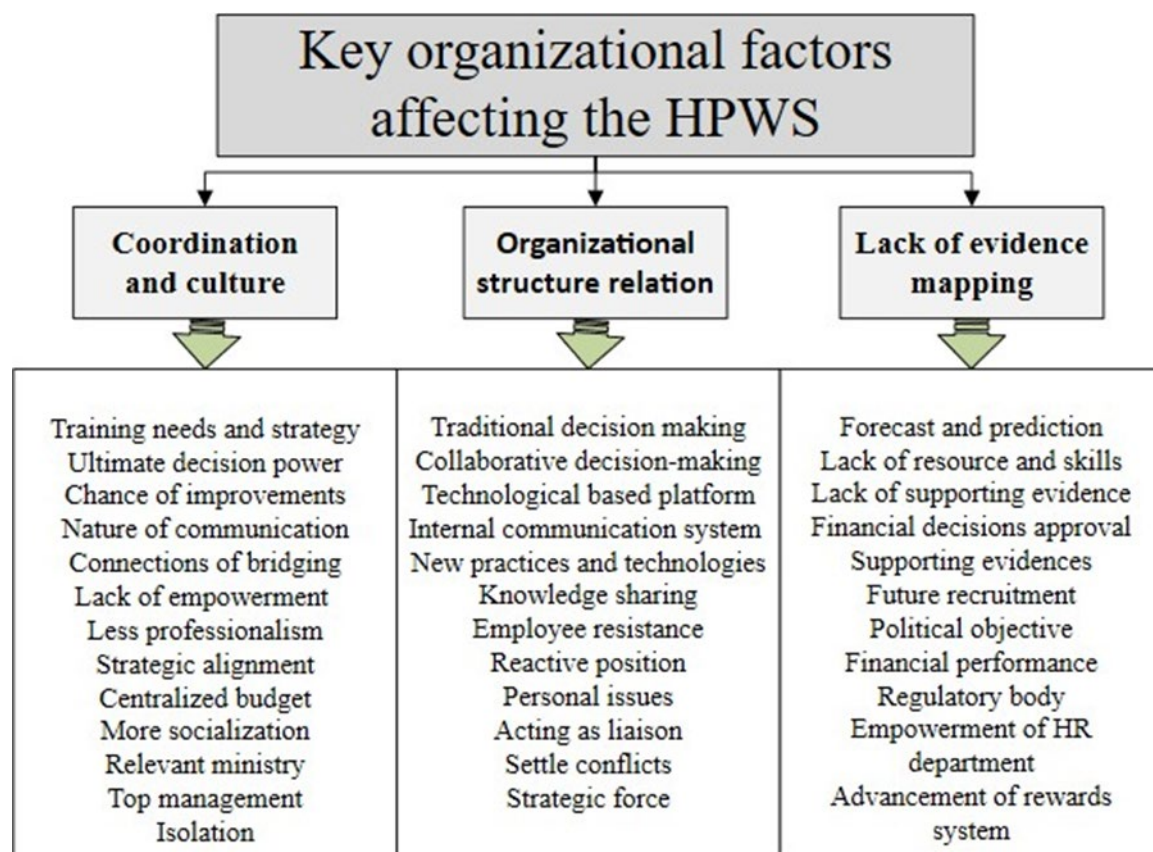 Key organizational factors
affecting the HPWS
Coordination
and culture
Organizational
structure relation
Lack of evidence
mapping
Training needs and strategy
Ultimate decision power
Chance of improvements
Nature of communication
Connections of bridging
Lack of empowerment
Less professionalism
Strategic alignment
Centralized budget
More socialization
Relevant ministry
Top management
Isolation
Traditional decision making
Collaborative decision-making
Technological based platform
Internal communication system
New practices and technologies
Knowledge sharing
Employee resistance
Reactive position
Personal issues
Acting as liaison
Settle conflicts
Strategic force
Forecast and prediction
Lack of resource and skills
Lack of supporting evidence
Financial decisions approval
Supporting evidences
Future recruitment
Political objective
Financial performance
Regulatory body
Empowerment of HR
department
Advancement of rewards
system